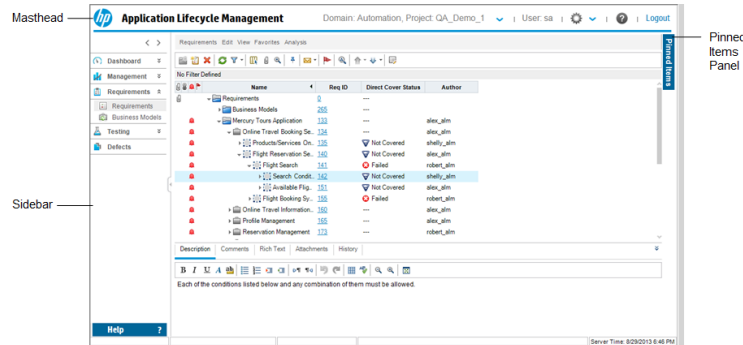 Masthead
hp Application Lifecycle Management
Domain: Automation, Project: QA_Demo_1 User: sa ? Logout
Pinned Items Panel
Pinned Items
< >
Dashboard
Management
Requirements
Requirements
Business Models
Testing
Defects
Sidebar
Help ?
Requirements Edit View Favorites Analysis
No Filter Defined
Name Req ID Direct Cover Status Author
Requirements 0 ---
Business Models 265 ---
Mercury Tours Application 133 --- alex_alm
Online Travel Booking Se.. 134 --- alex_alm
Products/Services On.. 135 Not Covered shelly_alm
Flight Reservation Se.. 140 Not Covered alex_alm
Flight Search 141 Failed robert_alm
Search Condit.. 142 Not Covered shelly_alm
Available Flig.. 151 Not Covered alex_alm
Flight Booking Sy.. 155 Failed robert_alm
Online Travel Information.. 160 --- alex_alm
Profile Management 165 --- alex_alm
Reservation Management 173 --- robert_alm
Description Comments Rich Text Attachments History
B I U A ab
Each of the conditions listed below and any combination of them must be allowed.
Server Time: 8/29/2013 6:46 PM